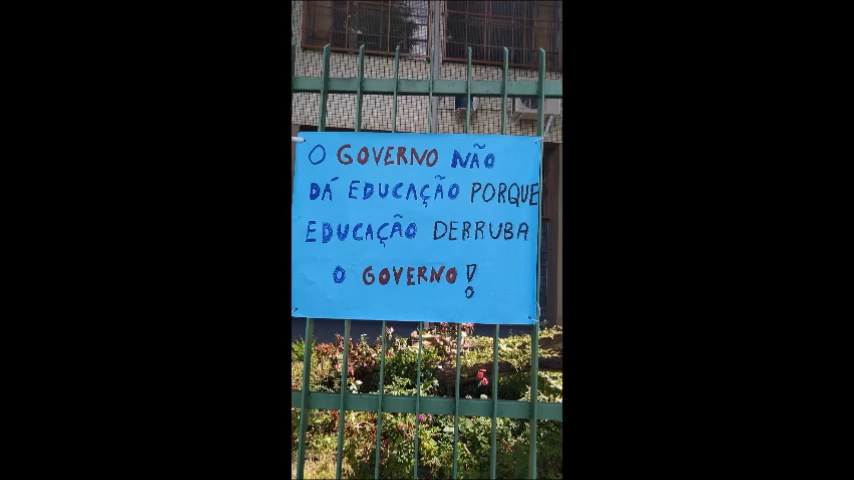 O GOVERNO NÃO
DÁ EDUCAÇÃO PORQUE
EDUCAÇÃO DERRUBA
O GOVERNO!